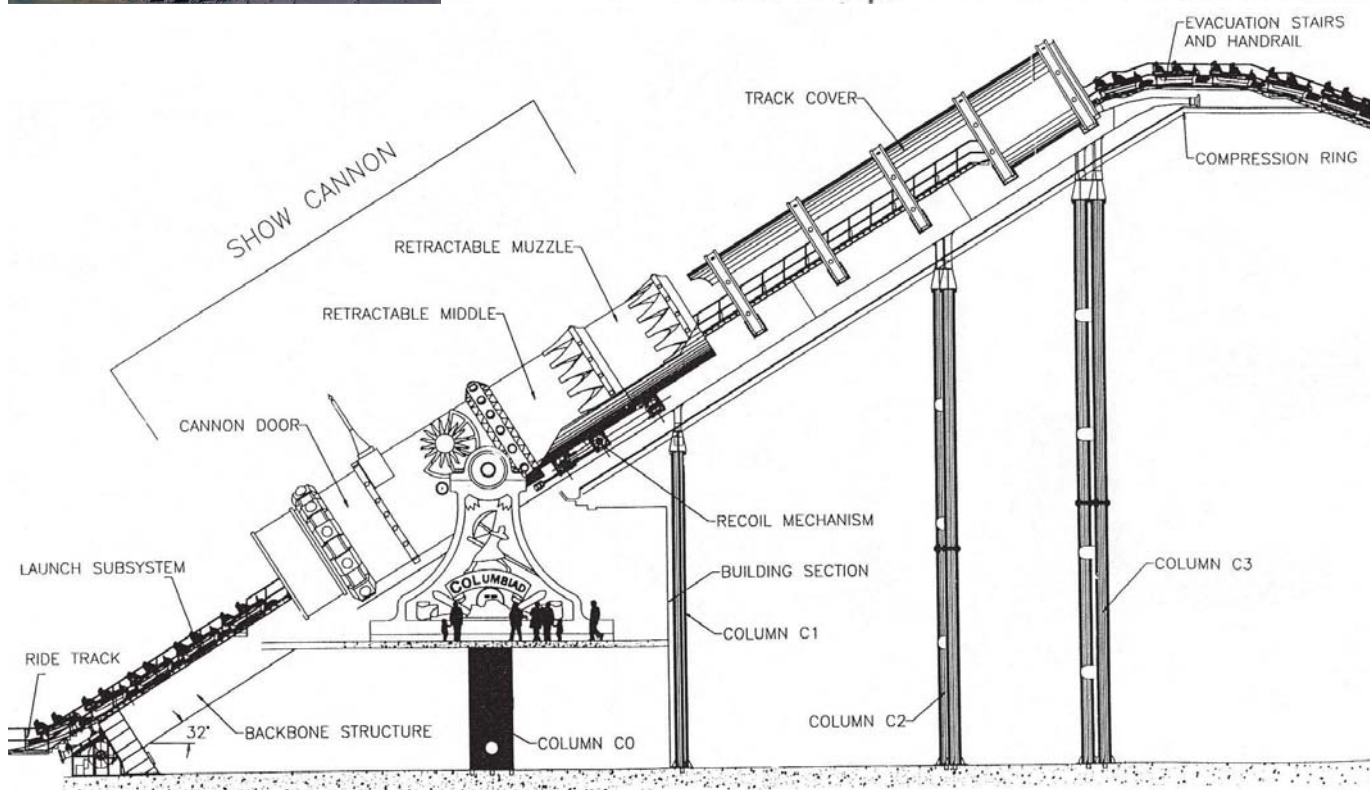 EVACUATION STAIRS
AND HANDRAIL
TRACK COVER
COMPRESSION RING
SHOW CANNON
RETRACTABLE MUZZLE
RETRACTABLE MIDDLE
CANNON DOOR
RECOIL MECHANISM
LAUNCH SUBSYSTEM
BUILDING SECTION
COLUMN C3
COLUMBIAD
COLUMN C1
RIDE TRACK
COLUMN C2
32°
BACKBONE STRUCTURE
COLUMN C0